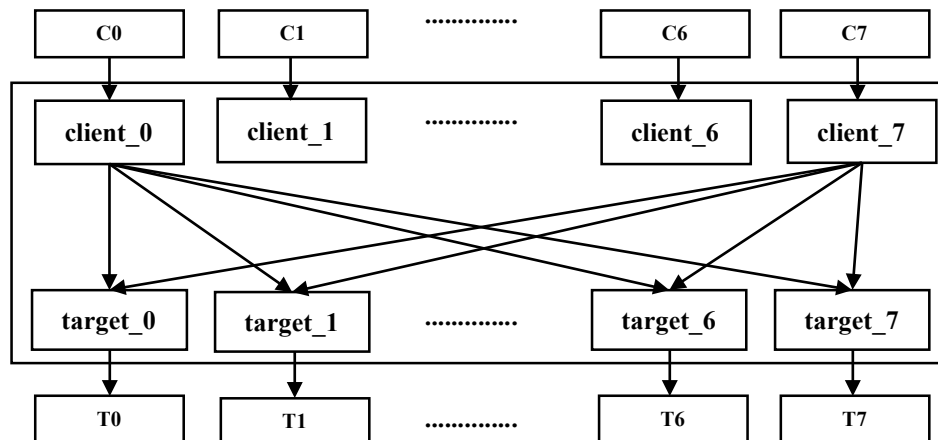 C0 C1 .............. C6 C7
client_0 client_1 .............. client_6 client_7
target_0 target_1 .............. target_6 target_7
T0 T1 .............. T6 T7